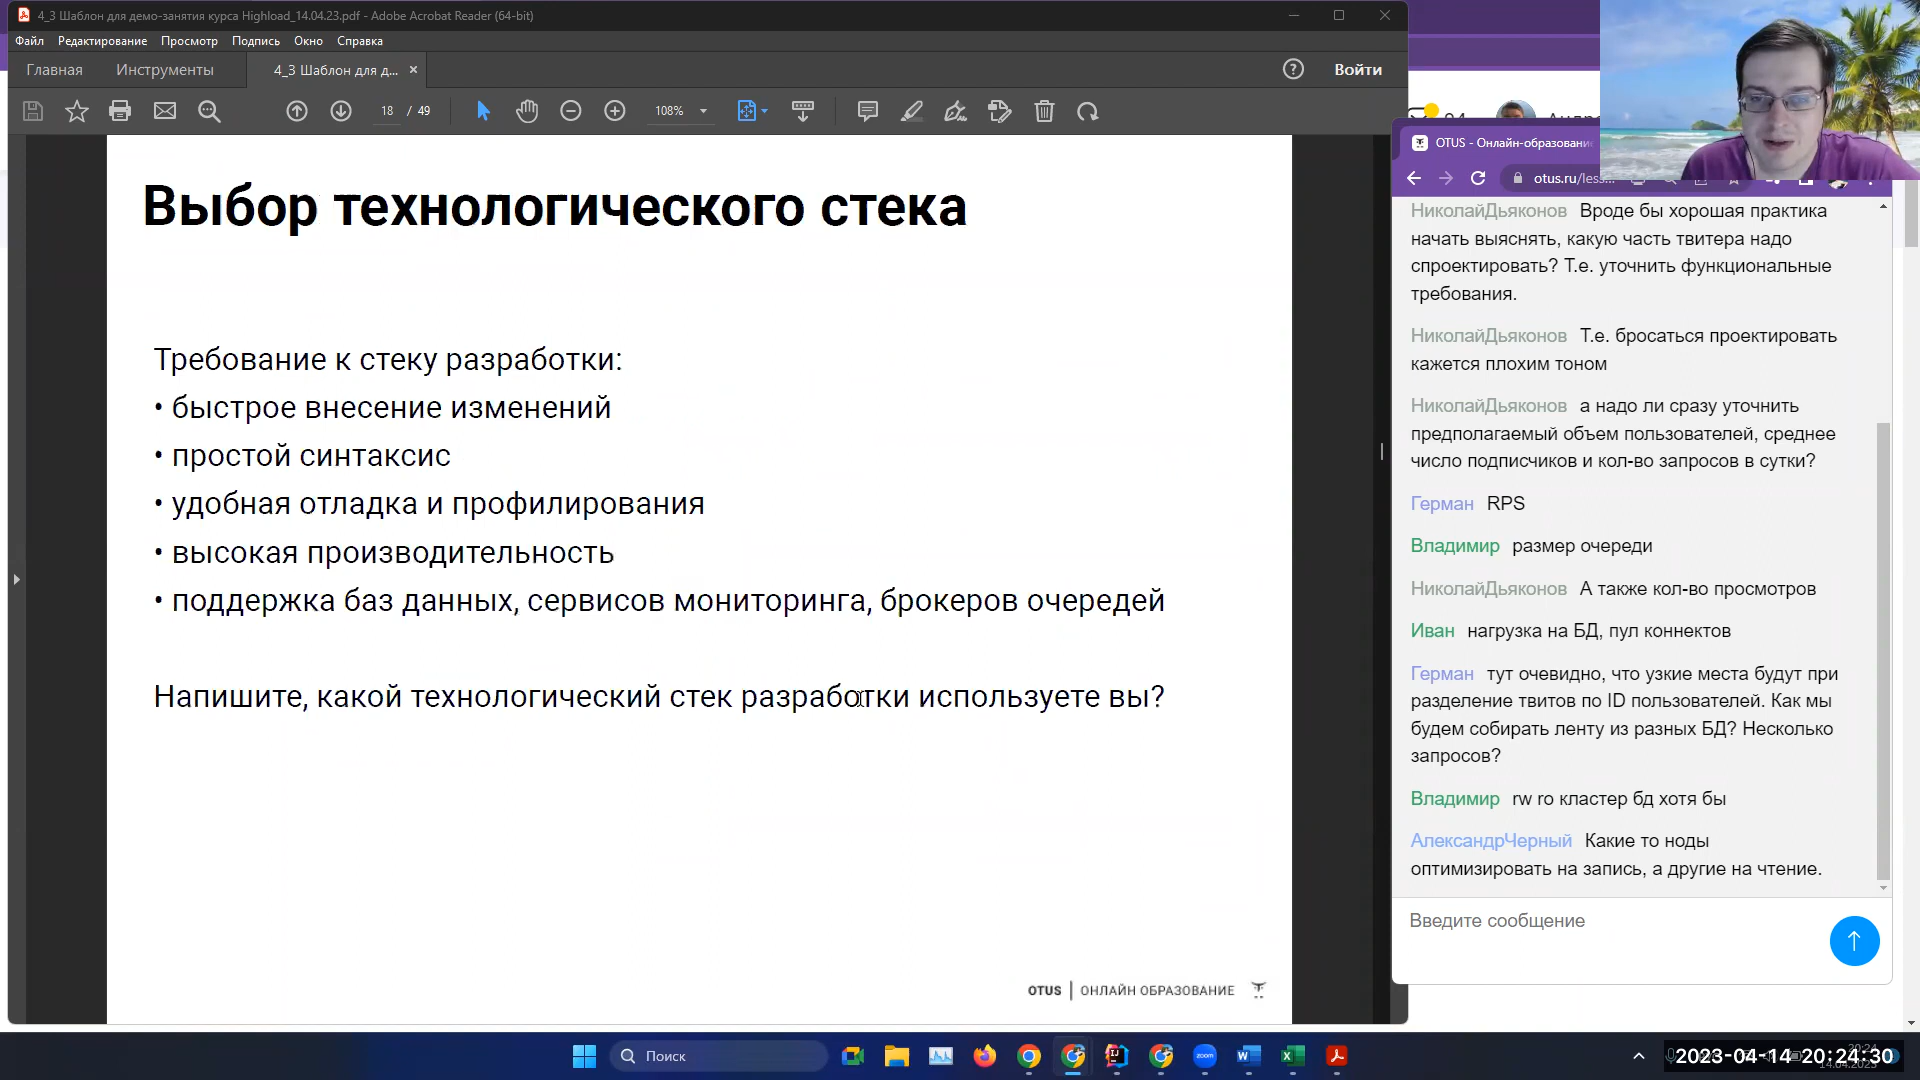 4_3 Шаблон для демо-занятия курса Highload_14.04.23.pdf - Adobe Acrobat Reader (64-bit)
Файл Редактирование Просмотр Подпись Окно Справка
Главная Инструменты 4_3 Шаблон для д... × Войти
18 / 49 108%
Выбор технологического стека
Требование к стеку разработки:
• быстрое внесение изменений
• простой синтаксис
• удобная отладка и профилирования
• высокая производительность
• поддержка баз данных, сервисов мониторинга, брокеров очередей
Напишите, какой технологический стек разработки используете вы?
OTUS | ОНЛАЙН ОБРАЗОВАНИЕ
OTUS - Онлайн-образование
otus.ru/less...
НиколайДьяконов Вроде бы хорошая практика
начать выяснять, какую часть твитера надо
спроектировать? Т.е. уточнить функциональные
требования.
НиколайДьяконов Т.е. бросаться проектировать
кажется плохим тоном
НиколайДьяконов а надо ли сразу уточнить
предполагаемый объем пользователей, среднее
число подписчиков и кол-во запросов в сутки?
Герман RPS
Владимир размер очереди
НиколайДьяконов А также кол-во просмотров
Иван нагрузка на БД, пул коннектов
Герман тут очевидно, что узкие места будут при
разделение твитов по ID пользователей. Как мы
будем собирать ленту из разных БД? Несколько
запросов?
Владимир rw ro кластер бд хотя бы
АлександрЧерный Какие то ноды
оптимизировать на запись, а другие на чтение.
Введите сообщение
Поиск
2023-04-14 20:24:30